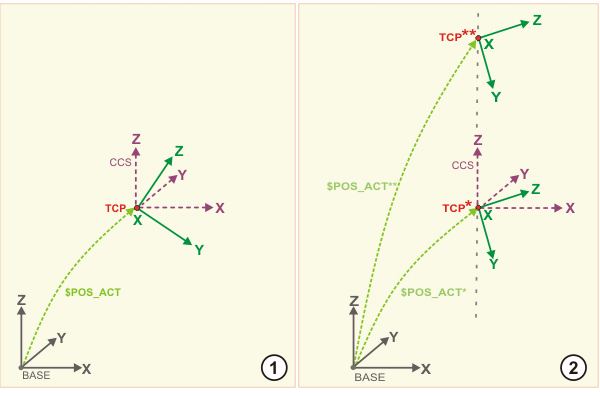 Z
Z
CCS
Y
TCP
X
X
Y
$POS_ACT
Z
Y
X
BASE
1
Z
TCP**
X
Y
Z
CCS
Y
$POS_ACT**
Z
TCP*
X
X
Y
$POS_ACT*
Z
Y
X
BASE
2